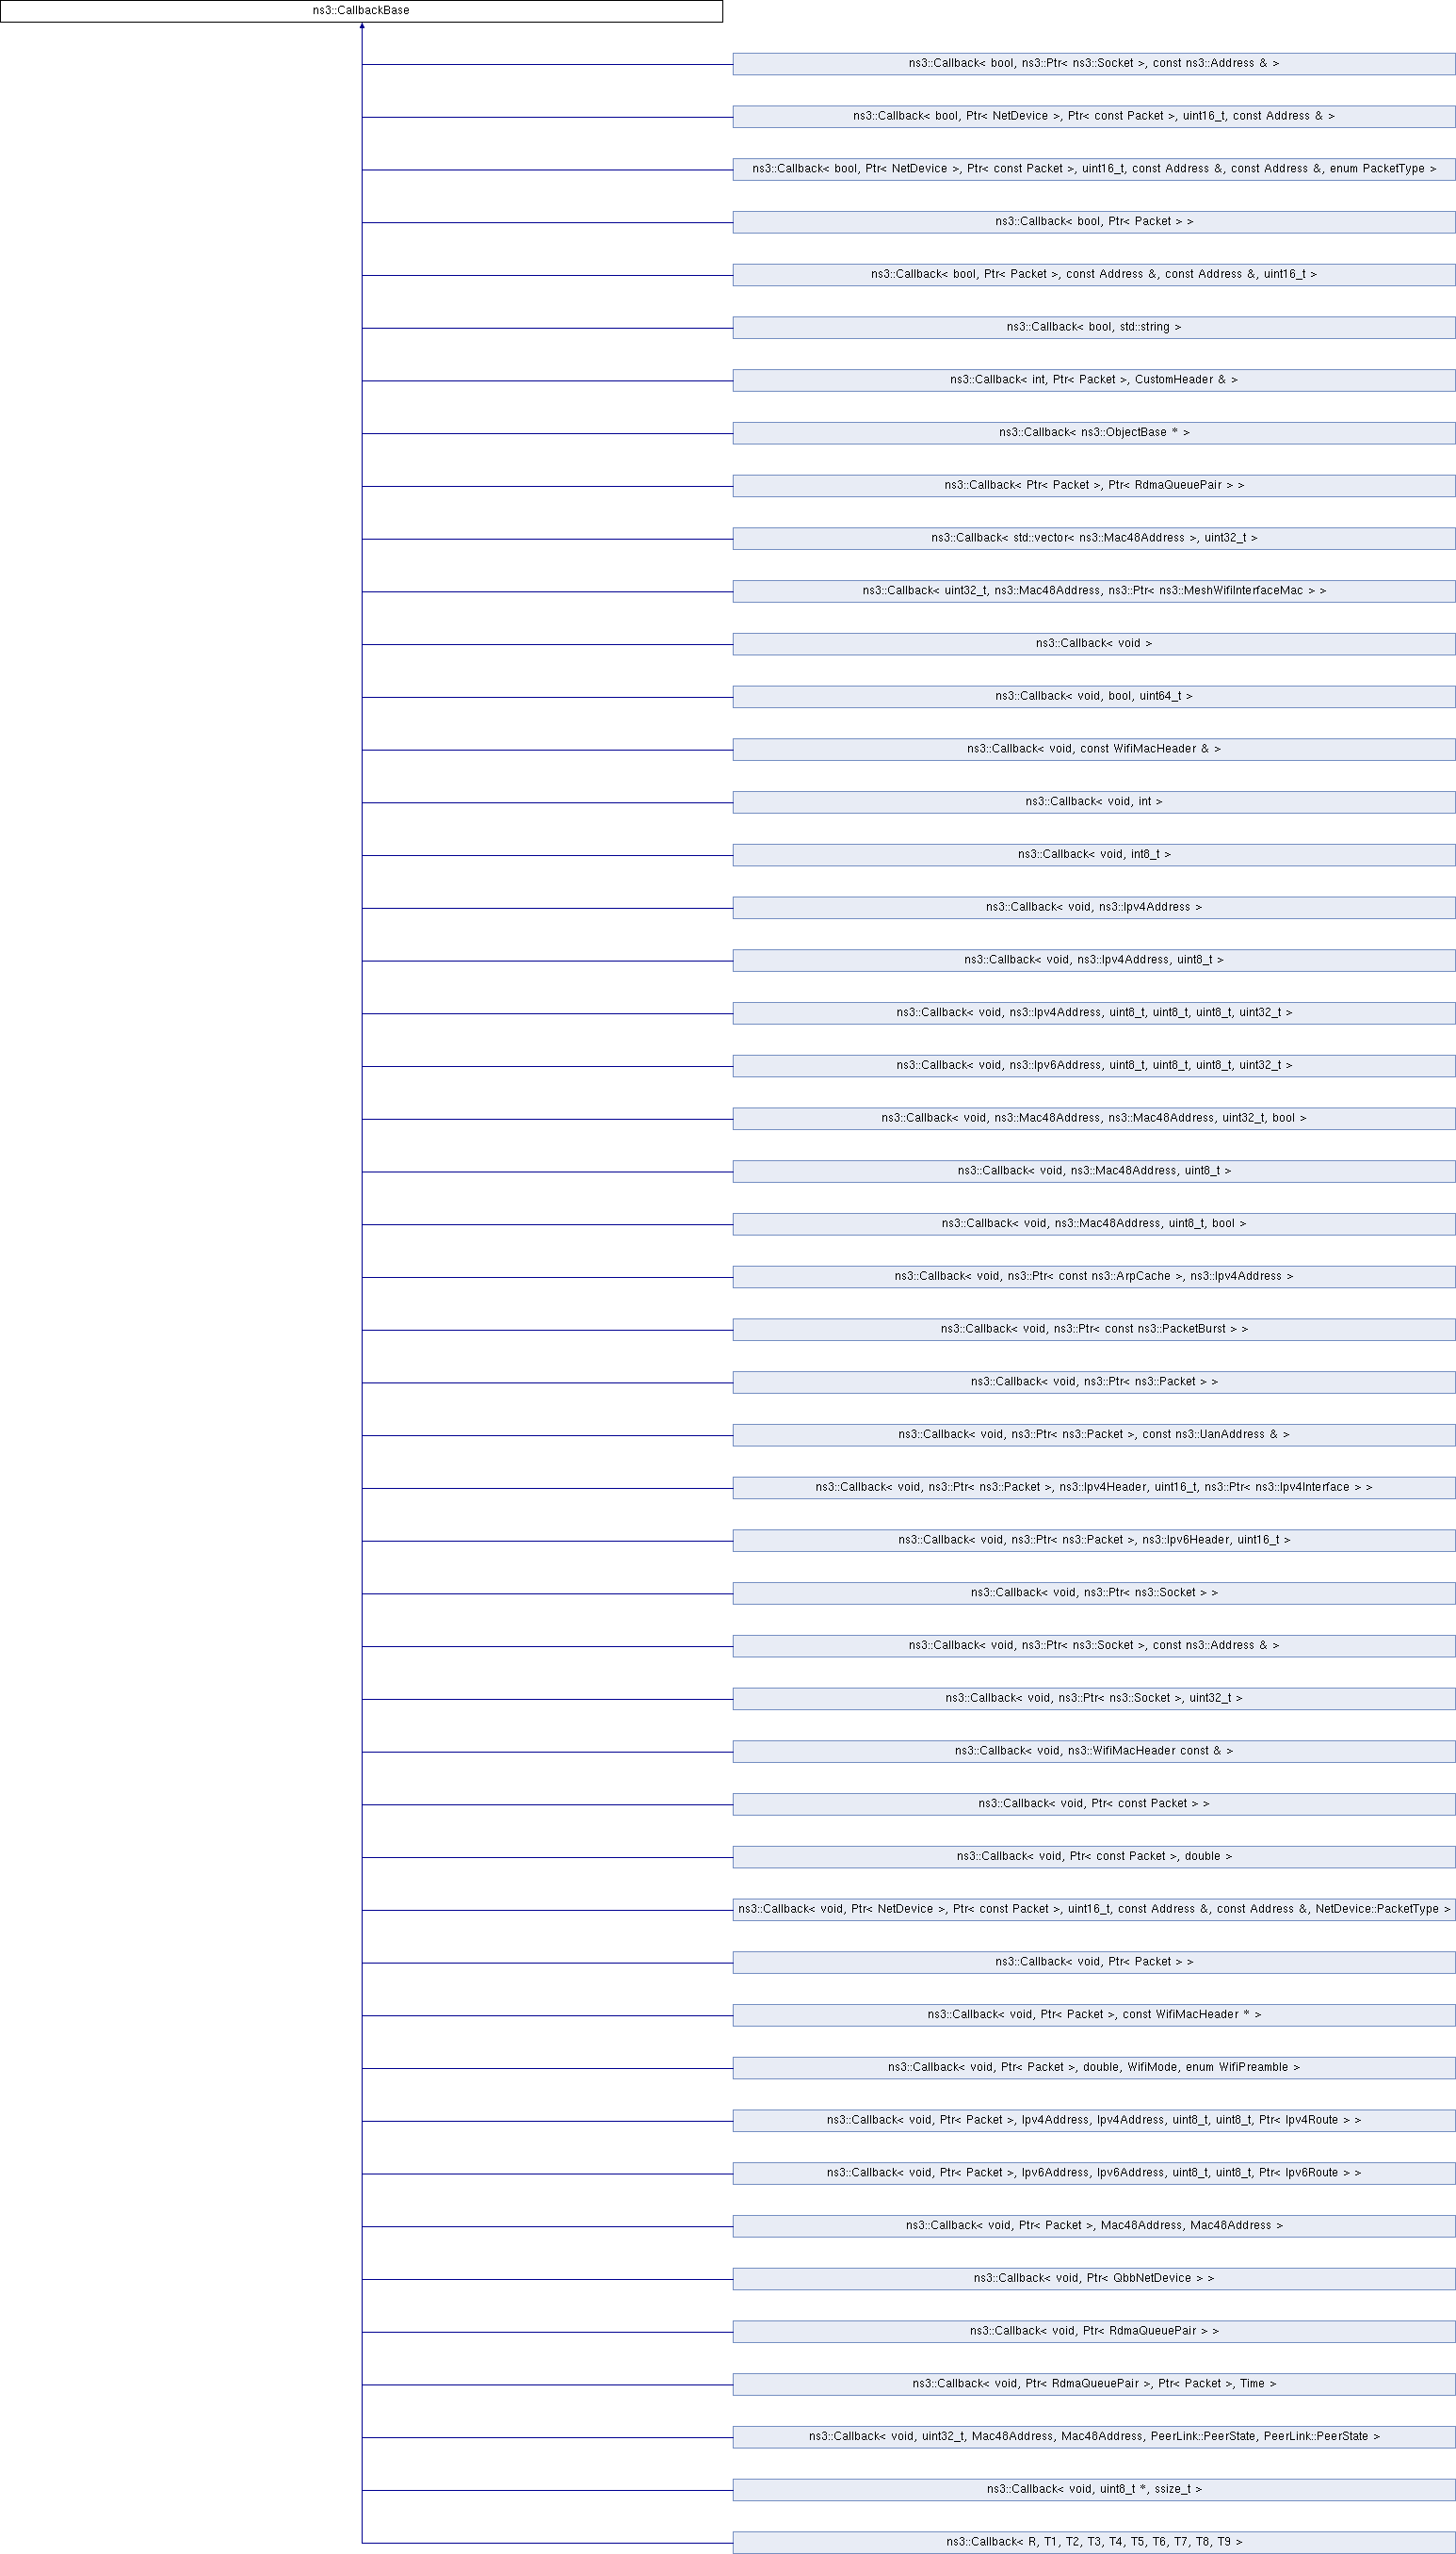 ns3::CallbackBase
ns3::Callback< bool, ns3::Ptr< ns3::Socket >, const ns3::Address & >
ns3::Callback< bool, Ptr< NetDevice >, Ptr< const Packet >, uint16_t, const Address & >
ns3::Callback< bool, Ptr< NetDevice >, Ptr< const Packet >, uint16_t, const Address &, const Address &, enum PacketType >
ns3::Callback< bool, Ptr< Packet > >
ns3::Callback< bool, Ptr< Packet >, const Address &, const Address &, uint16_t >
ns3::Callback< bool, std::string >
ns3::Callback< int, Ptr< Packet >, CustomHeader & >
ns3::Callback< ns3::ObjectBase * >
ns3::Callback< Ptr< Packet >, Ptr< RdmaQueuePair > >
ns3::Callback< std::vector< ns3::Mac48Address >, uint32_t >
ns3::Callback< uint32_t, ns3::Mac48Address, ns3::Ptr< ns3::MeshWifiInterfaceMac > >
ns3::Callback< void >
ns3::Callback< void, bool, uint64_t >
ns3::Callback< void, const WifiMacHeader & >
ns3::Callback< void, int >
ns3::Callback< void, int8_t >
ns3::Callback< void, ns3::Ipv4Address >
ns3::Callback< void, ns3::Ipv4Address, uint8_t >
ns3::Callback< void, ns3::Ipv4Address, uint8_t, uint8_t, uint8_t, uint32_t >
ns3::Callback< void, ns3::Ipv6Address, uint8_t, uint8_t, uint8_t, uint32_t >
ns3::Callback< void, ns3::Mac48Address, ns3::Mac48Address, uint32_t, bool >
ns3::Callback< void, ns3::Mac48Address, uint8_t >
ns3::Callback< void, ns3::Mac48Address, uint8_t, bool >
ns3::Callback< void, ns3::Ptr< const ns3::ArpCache >, ns3::Ipv4Address >
ns3::Callback< void, ns3::Ptr< const ns3::PacketBurst > >
ns3::Callback< void, ns3::Ptr< ns3::Packet > >
ns3::Callback< void, ns3::Ptr< ns3::Packet >, const ns3::UanAddress & >
ns3::Callback< void, ns3::Ptr< ns3::Packet >, ns3::Ipv4Header, uint16_t, ns3::Ptr< ns3::Ipv4Interface > >
ns3::Callback< void, ns3::Ptr< ns3::Packet >, ns3::Ipv6Header, uint16_t >
ns3::Callback< void, ns3::Ptr< ns3::Socket > >
ns3::Callback< void, ns3::Ptr< ns3::Socket >, const ns3::Address & >
ns3::Callback< void, ns3::Ptr< ns3::Socket >, uint32_t >
ns3::Callback< void, ns3::WifiMacHeader const & >
ns3::Callback< void, Ptr< const Packet > >
ns3::Callback< void, Ptr< const Packet >, double >
ns3::Callback< void, Ptr< NetDevice >, Ptr< const Packet >, uint16_t, const Address &, const Address &, NetDevice::PacketType >
ns3::Callback< void, Ptr< Packet > >
ns3::Callback< void, Ptr< Packet >, const WifiMacHeader * >
ns3::Callback< void, Ptr< Packet >, double, WifiMode, enum WifiPreamble >
ns3::Callback< void, Ptr< Packet >, Ipv4Address, Ipv4Address, uint8_t, uint8_t, Ptr< Ipv4Route > >
ns3::Callback< void, Ptr< Packet >, Ipv6Address, Ipv6Address, uint8_t, uint8_t, Ptr< Ipv6Route > >
ns3::Callback< void, Ptr< Packet >, Mac48Address, Mac48Address >
ns3::Callback< void, Ptr< QbbNetDevice > >
ns3::Callback< void, Ptr< RdmaQueuePair > >
ns3::Callback< void, Ptr< RdmaQueuePair >, Ptr< Packet >, Time >
ns3::Callback< void, uint32_t, Mac48Address, Mac48Address, PeerLink::PeerState, PeerLink::PeerState >
ns3::Callback< void, uint8_t *, ssize_t >
ns3::Callback< R, T1, T2, T3, T4, T5, T6, T7, T8, T9 >